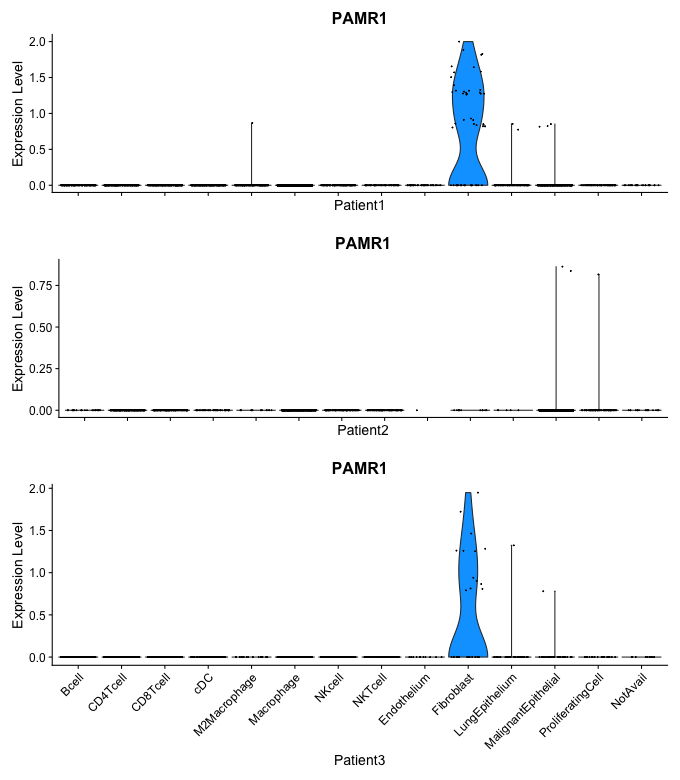 PAMR1
Expression Level
2.0
1.5
1.0
0.5
0.0
Patient1
PAMR1
Expression Level
0.75
0.50
0.25
0.00
Patient2
PAMR1
Expression Level
2.0
1.5
1.0
0.5
0.0
Bcell
CD4Tcell
CD8Tcell
cDC
M2Macrophage
Macrophage
NKcell
NKTcell
Endothelium
Fibroblast
LungEpithelium
MalignantEpithelial
ProliferatingCell
NotAvail
Patient3